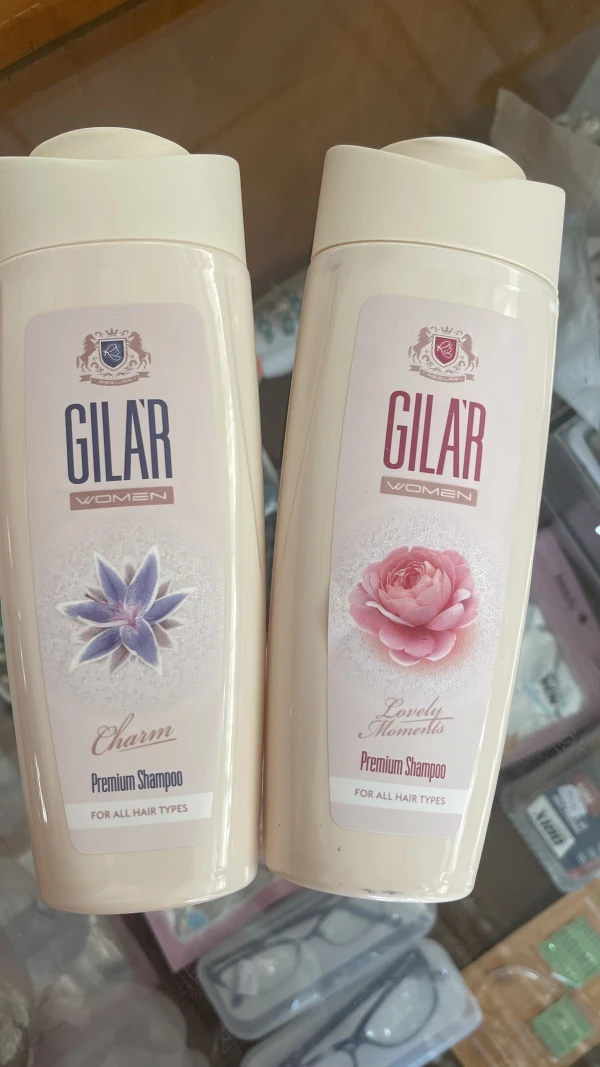 GILA'R
WOMEN
Charm
Premium Shampoo
FOR ALL HAIR TYPES
GILA'R
WOMEN
Lovely
Moments
Premium Shampoo
FOR ALL HAIR TYPES